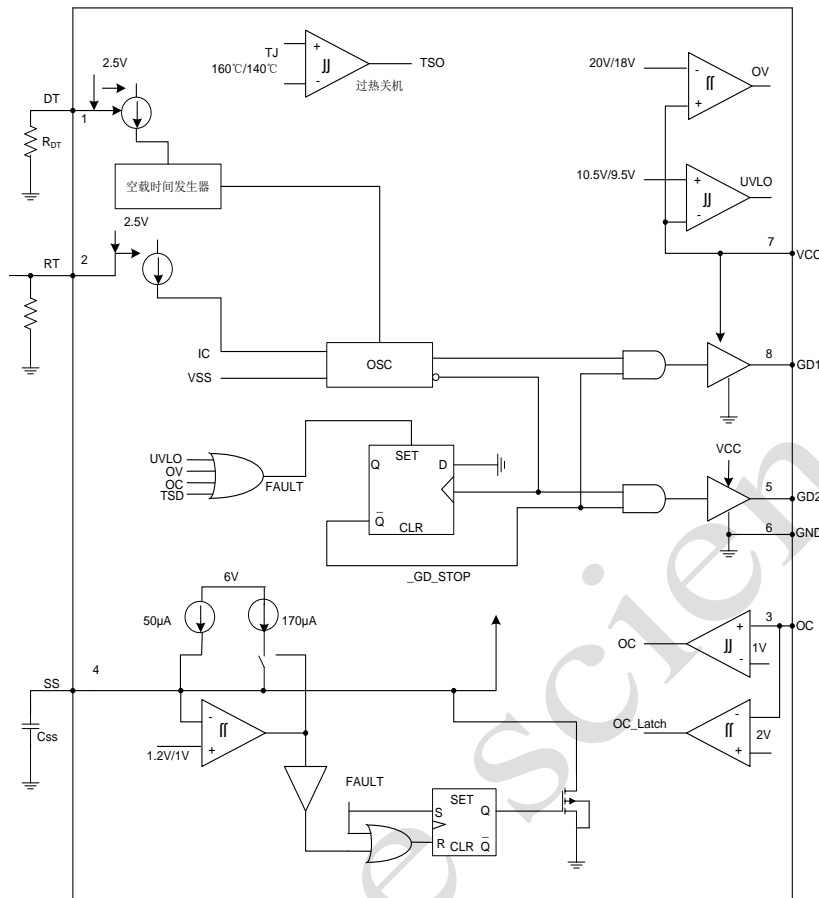 2.5V
TJ
160℃/140℃
TSO
过热关机
20V/18V
OV
DT
1
RDT
空载时间发生器
10.5V/9.5V
UVLO
2.5V
RT
2
7
VCC
IC
VSS
OSC
8
GD1
UVLO
OV
OC
TSD
FAULT
SET
Q
D
Q
CLR
VCC
5
GD2
6
GND
_GD_STOP
6V
50μA
170μA
3
OC
OC
1V
4
SS
Css
1.2V/1V
OC_Latch
2V
FAULT
SET
S
Q
R
CLR
Q
e scien
+
-
-
+
+
-
+
-
-
+
-
+